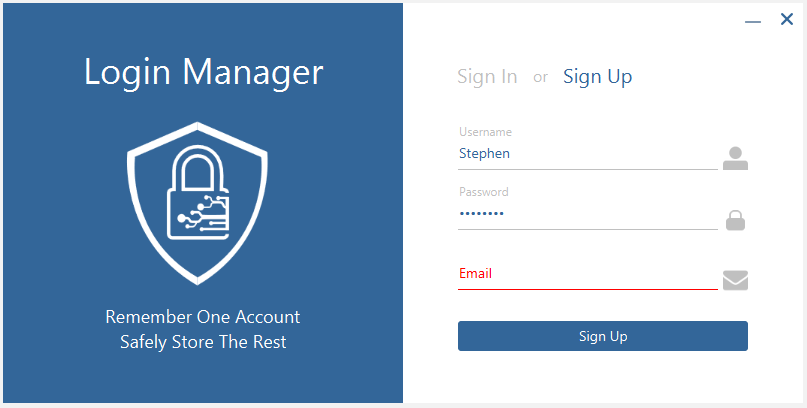 Login Manager
Remember One Account
Safely Store The Rest
Sign In or Sign Up
Username
Stephen
Password
••••••••
Email
Sign Up